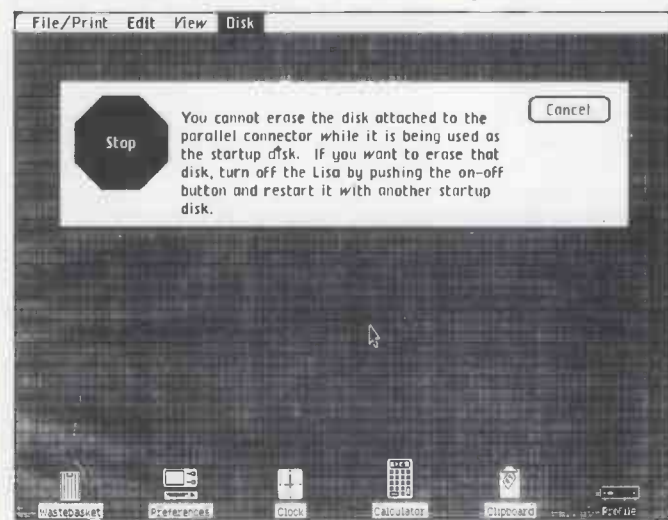 File/Print Edit View Disk
Stop
You cannot erase the disk attached to the
parallel connector while it is being used as
the startup disk. If you want to erase that
disk, turn off the Lisa by pushing the on-off
button and restart it with another startup
disk.
Cancel
Wastebasket Preferences Clock Calculator Clipboard Profile